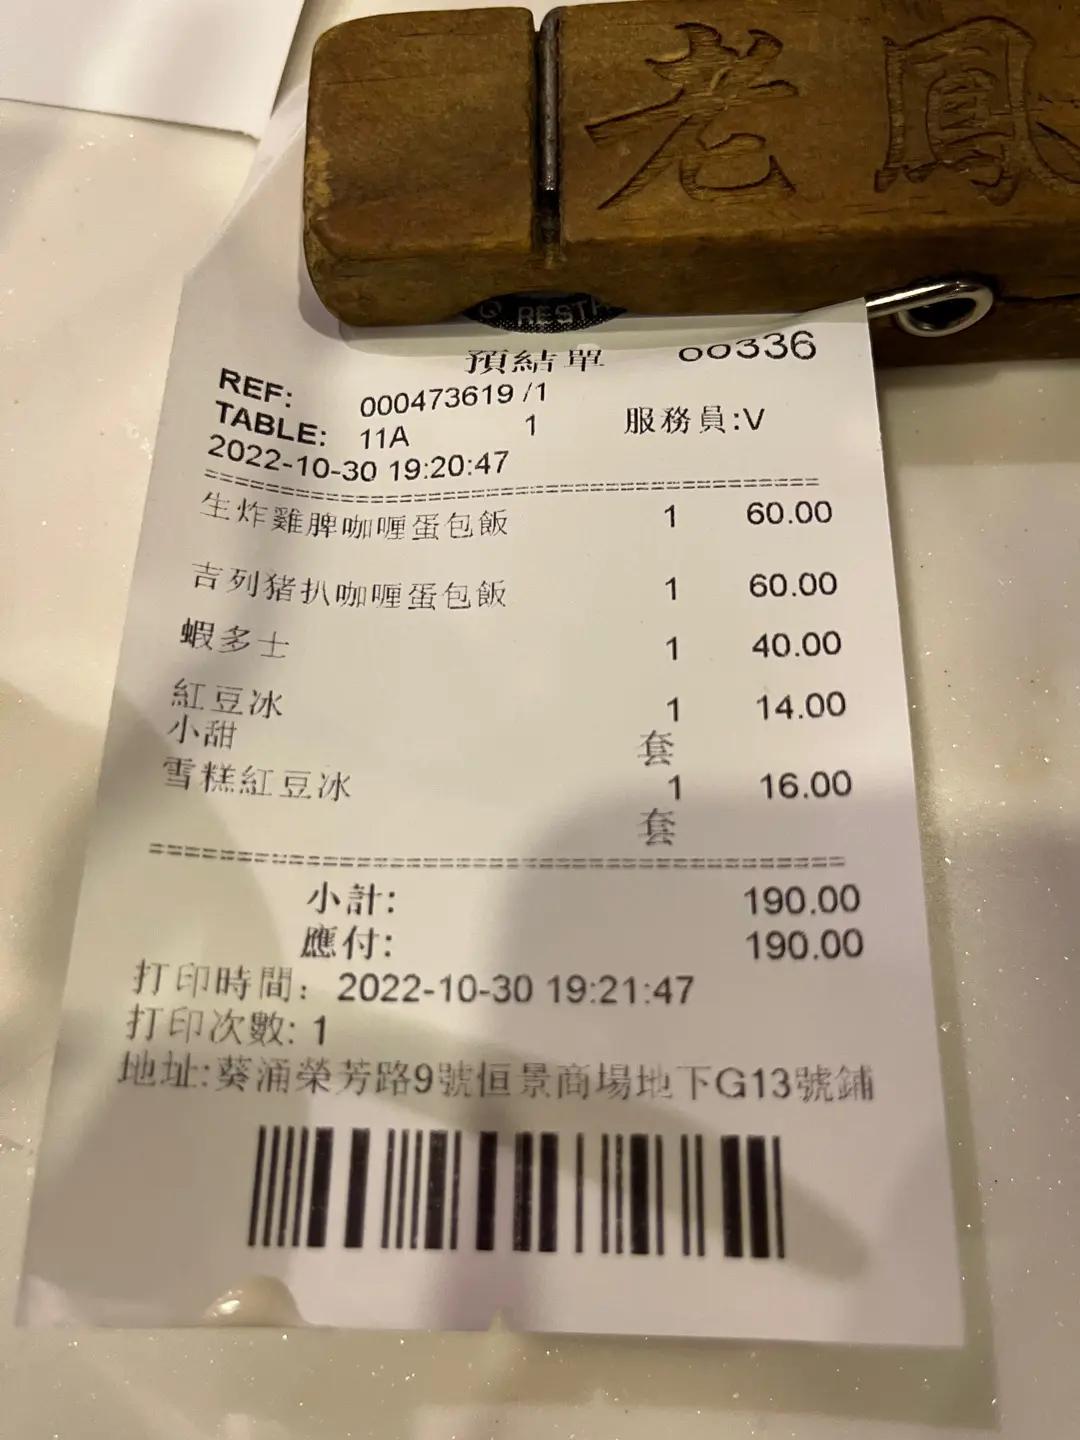 老鳳
RESTA
預結單 00336
REF: 000473619 /1
TABLE: 11A 1 服務員:V
2022-10-30 19:20:47
生炸雞脾咖喱蛋包飯 1 60.00
吉列豬扒咖喱蛋包飯 1 60.00
蝦多士 1 40.00
紅豆冰 1 14.00
小甜 套
雪糕紅豆冰 1 16.00
套
小計: 190.00
應付: 190.00
打印時間: 2022-10-30 19:21:47
打印次數: 1
地址:葵涌榮芳路9號恒景商場地下G13號鋪